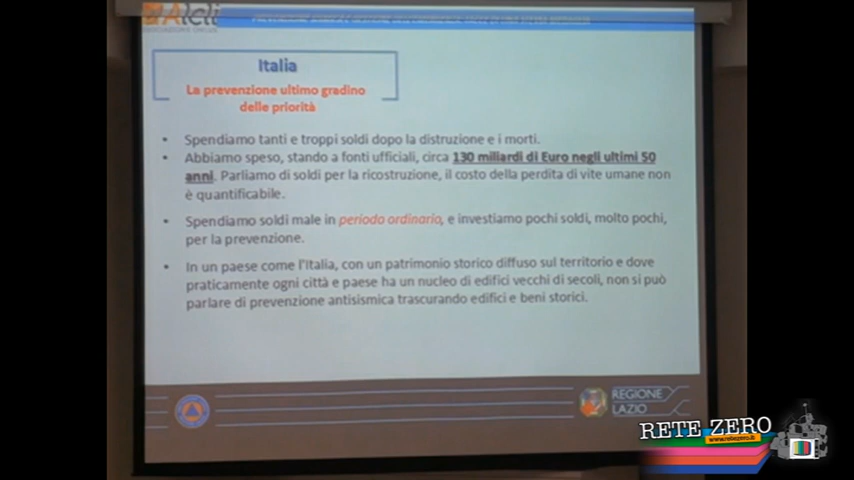 Alcli
Italia
La prevenzione ultimo gradino
delle priorità
• Spendiamo tanti e troppi soldi dopo la distruzione e i morti.
• Abbiamo speso, stando a fonti ufficiali, circa 130 miliardi di Euro negli ultimi 50
anni. Parliamo di soldi per la ricostruzione, il costo della perdita di vite umane non
è quantificabile.
• Spendiamo soldi male in periodo ordinario, e investiamo pochi soldi, molto pochi,
per la prevenzione.
• In un paese come l'Italia, con un patrimonio storico diffuso sul territorio e dove
praticamente ogni città e paese ha un nucleo di edifici vecchi di secoli, non si può
parlare di prevenzione antisismica trascurando edifici e beni storici.
REGIONE
LAZIO
RETE ZERO
www.retezero.it